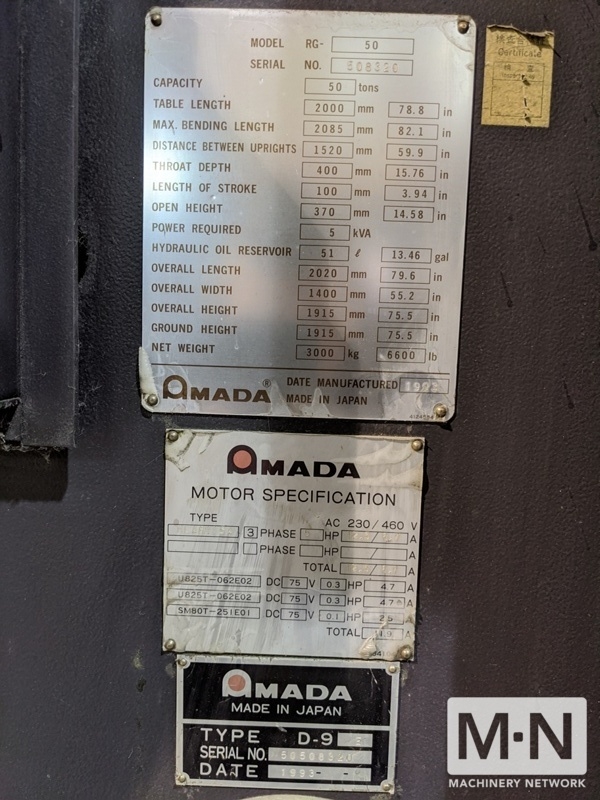 MODEL RG- 50
SERIAL NO.
CAPACITY 50 tons
TABLE LENGTH 2000 mm 78.8 in
MAX. BENDING LENGTH 2085 mm 82.1 in
DISTANCE BETWEEN UPRIGHTS 1520 mm 59.9 in
THROAT DEPTH 400 mm 15.76 in
LENGTH OF STROKE 100 mm 3.94 in
OPEN HEIGHT 370 mm 14.58 in
POWER REQUIRED 5 kVA
HYDRAULIC OIL RESERVOIR 51 ℓ 13.46 gal
OVERALL LENGTH 2020 mm 79.6 in
OVERALL WIDTH 1400 mm 55.2 in
OVERALL HEIGHT 1915 mm 75.5 in
GROUND HEIGHT 1915 mm 75.5 in
NET WEIGHT 3000 kg 6600 lb
AMADA ® DATE MANUFACTURED
MADE IN JAPAN
Certificate
AMADA
MOTOR SPECIFICATION
TYPE AC 230/460 V
3 PHASE HP A
PHASE HP A
TOTAL A
U825T-062E02 DC 75 V 0.3 HP 4.7 A
U825T-062E02 DC 75 V 0.3 HP 4.7 A
SM80T-251E01 DC 75 V 0.1 HP 2.5 A
TOTAL A
AMADA
MADE IN JAPAN
TYPE D-9
SERIAL NO.
DATE 1993-
M·N
MACHINERY NETWORK